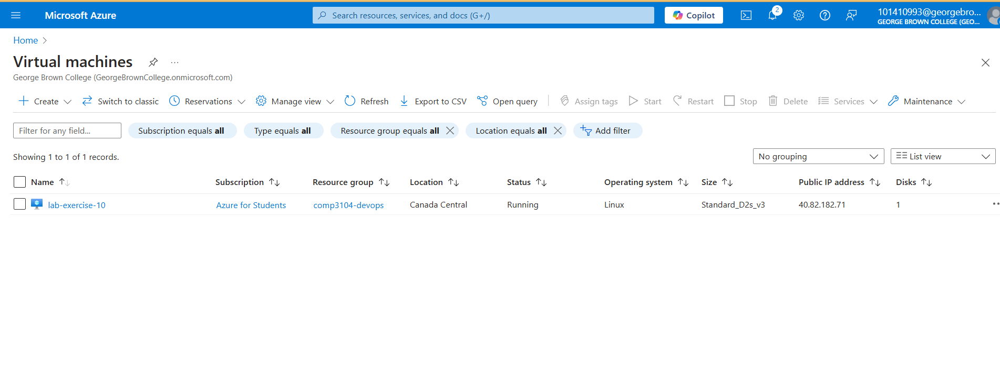 Microsoft Azure
Search resources, services, and docs (G+/)
Copilot
2
101410993@georgebro...
GEORGE BROWN COLLEGE (GEO...
Home
Virtual machines
George Brown College (GeorgeBrownCollege.onmicrosoft.com)
Create Switch to classic Reservations Manage view Refresh Export to CSV Open query Assign tags Start Restart Stop Delete Services Maintenance
Filter for any field... Subscription equals all Type equals all Resource group equals all Location equals all Add filter
Showing 1 to 1 of 1 records.
No grouping List view
Name Subscription Resource group Location Status Operating system Size Public IP address Disks
lab-exercise-10 Azure for Students comp3104-devops Canada Central Running Linux Standard_D2s_v3 40.82.182.71 1